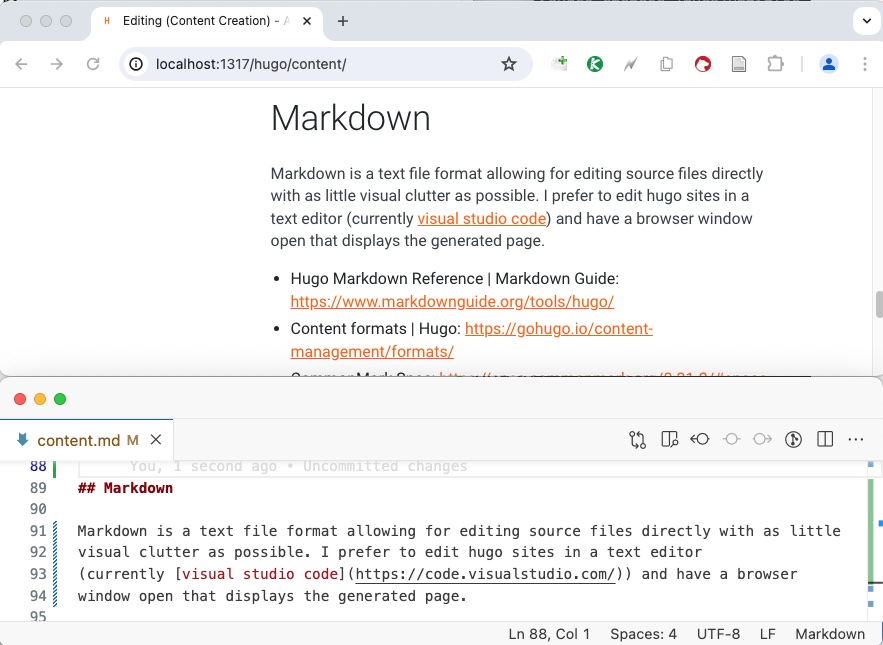 Editing (Content Creation) - A
localhost:1317/hugo/content/
Markdown
Markdown is a text file format allowing for editing source files directly
with as little visual clutter as possible. I prefer to edit hugo sites in a
text editor (currently visual studio code) and have a browser window
open that displays the generated page.
• Hugo Markdown Reference | Markdown Guide:
https://www.markdownguide.org/tools/hugo/
• Content formats | Hugo: https://gohugo.io/content-
management/formats/
content.md M
88
You, 1 second ago • Uncommitted changes
89 ## Markdown
90
91 Markdown is a text file format allowing for editing source files directly with as little
92 visual clutter as possible. I prefer to edit hugo sites in a text editor
93 (currently [visual studio code](https://code.visualstudio.com/)) and have a browser
94 window open that displays the generated page.
95
Ln 88, Col 1 Spaces: 4 UTF-8 LF Markdown